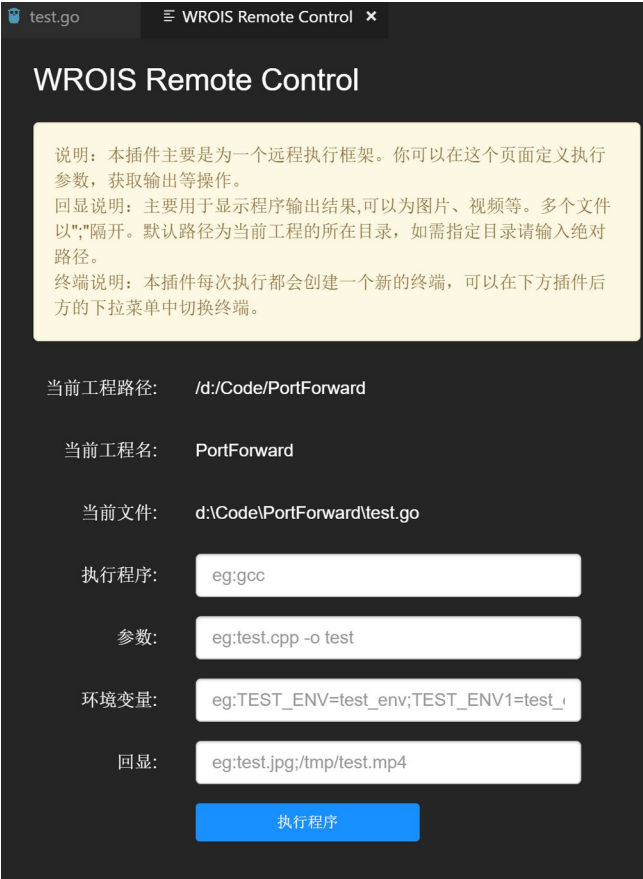 test.go
WROIS Remote Control ×
WROIS Remote Control
说明：本插件主要是为一个远程执行框架。你可以在这个页面定义执行
参数，获取输出等操作。
回显说明：主要用于显示程序输出结果,可以为图片、视频等。多个文件
以";"隔开。默认路径为当前工程的所在目录，如需指定目录请输入绝对
路径。
终端说明：本插件每次执行都会创建一个新的终端，可以在下方插件后
方的下拉菜单中切换终端。
当前工程路径: /d:/Code/PortForward
当前工程名: PortForward
当前文件: d:\Code\PortForward\test.go
执行程序: eg:gcc
参数: eg:test.cpp -o test
环境变量: eg:TEST_ENV=test_env;TEST_ENV1=test_
回显: eg:test.jpg;/tmp/test.mp4
执行程序